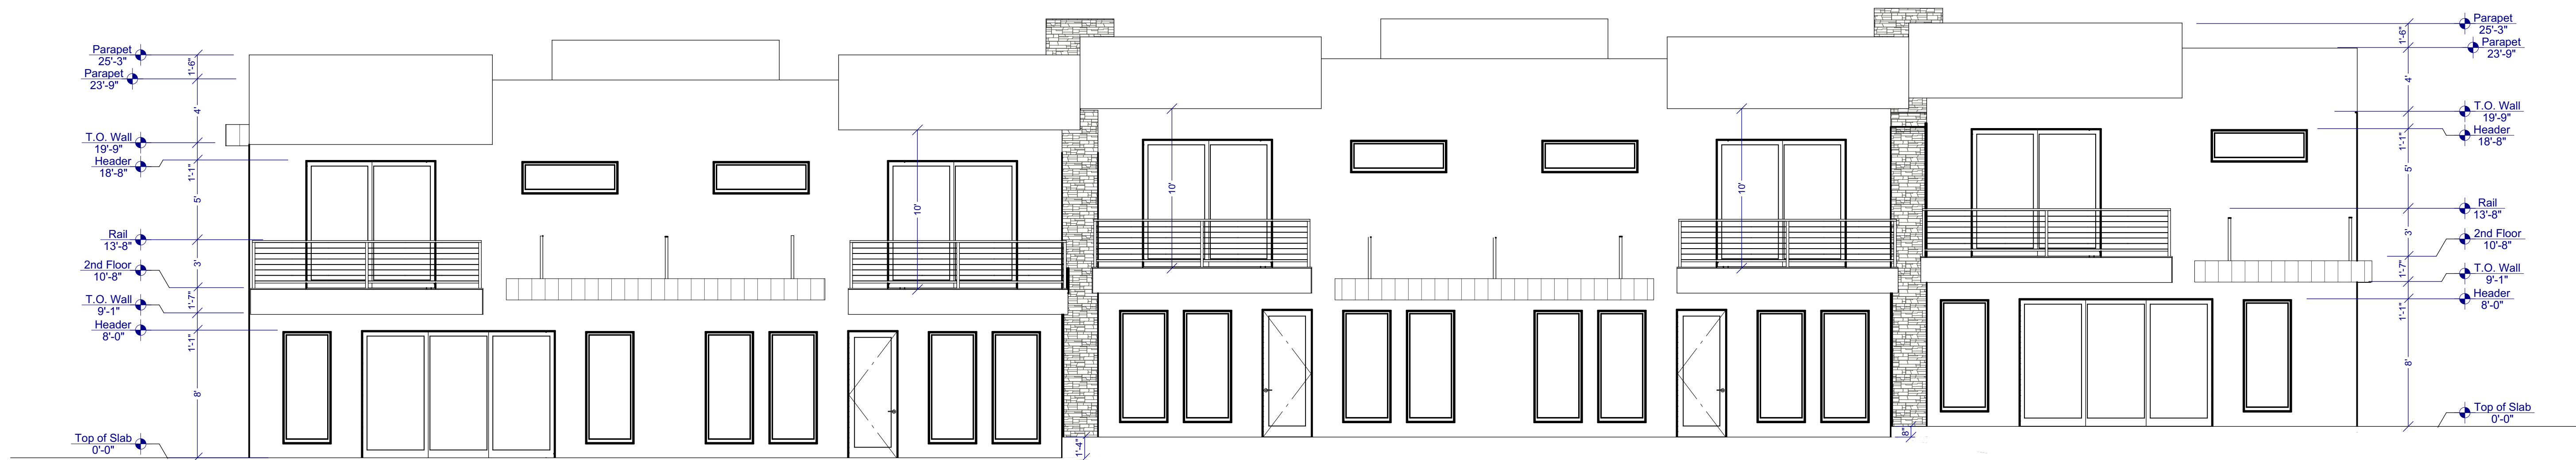 Parapet
25'-3"
Parapet
23'-9"
T.O. Wall
19'-9"
Header
18'-8"
Rail
13'-8"
2nd Floor
10'-8"
T.O. Wall
9'-1"
Header
8'-0"
Top of Slab
0'-0"
1'-6"
4'
1'-1"
5'
3'
1'-7"
1'-1"
8'
10'
1'-4"
10'
10'
8"
1'-6"
4'
1'-1"
5'
3'
1'-7"
1'-1"
8'
Parapet
25'-3"
Parapet
23'-9"
T.O. Wall
19'-9"
Header
18'-8"
Rail
13'-8"
2nd Floor
10'-8"
T.O. Wall
9'-1"
Header
8'-0"
Top of Slab
0'-0"